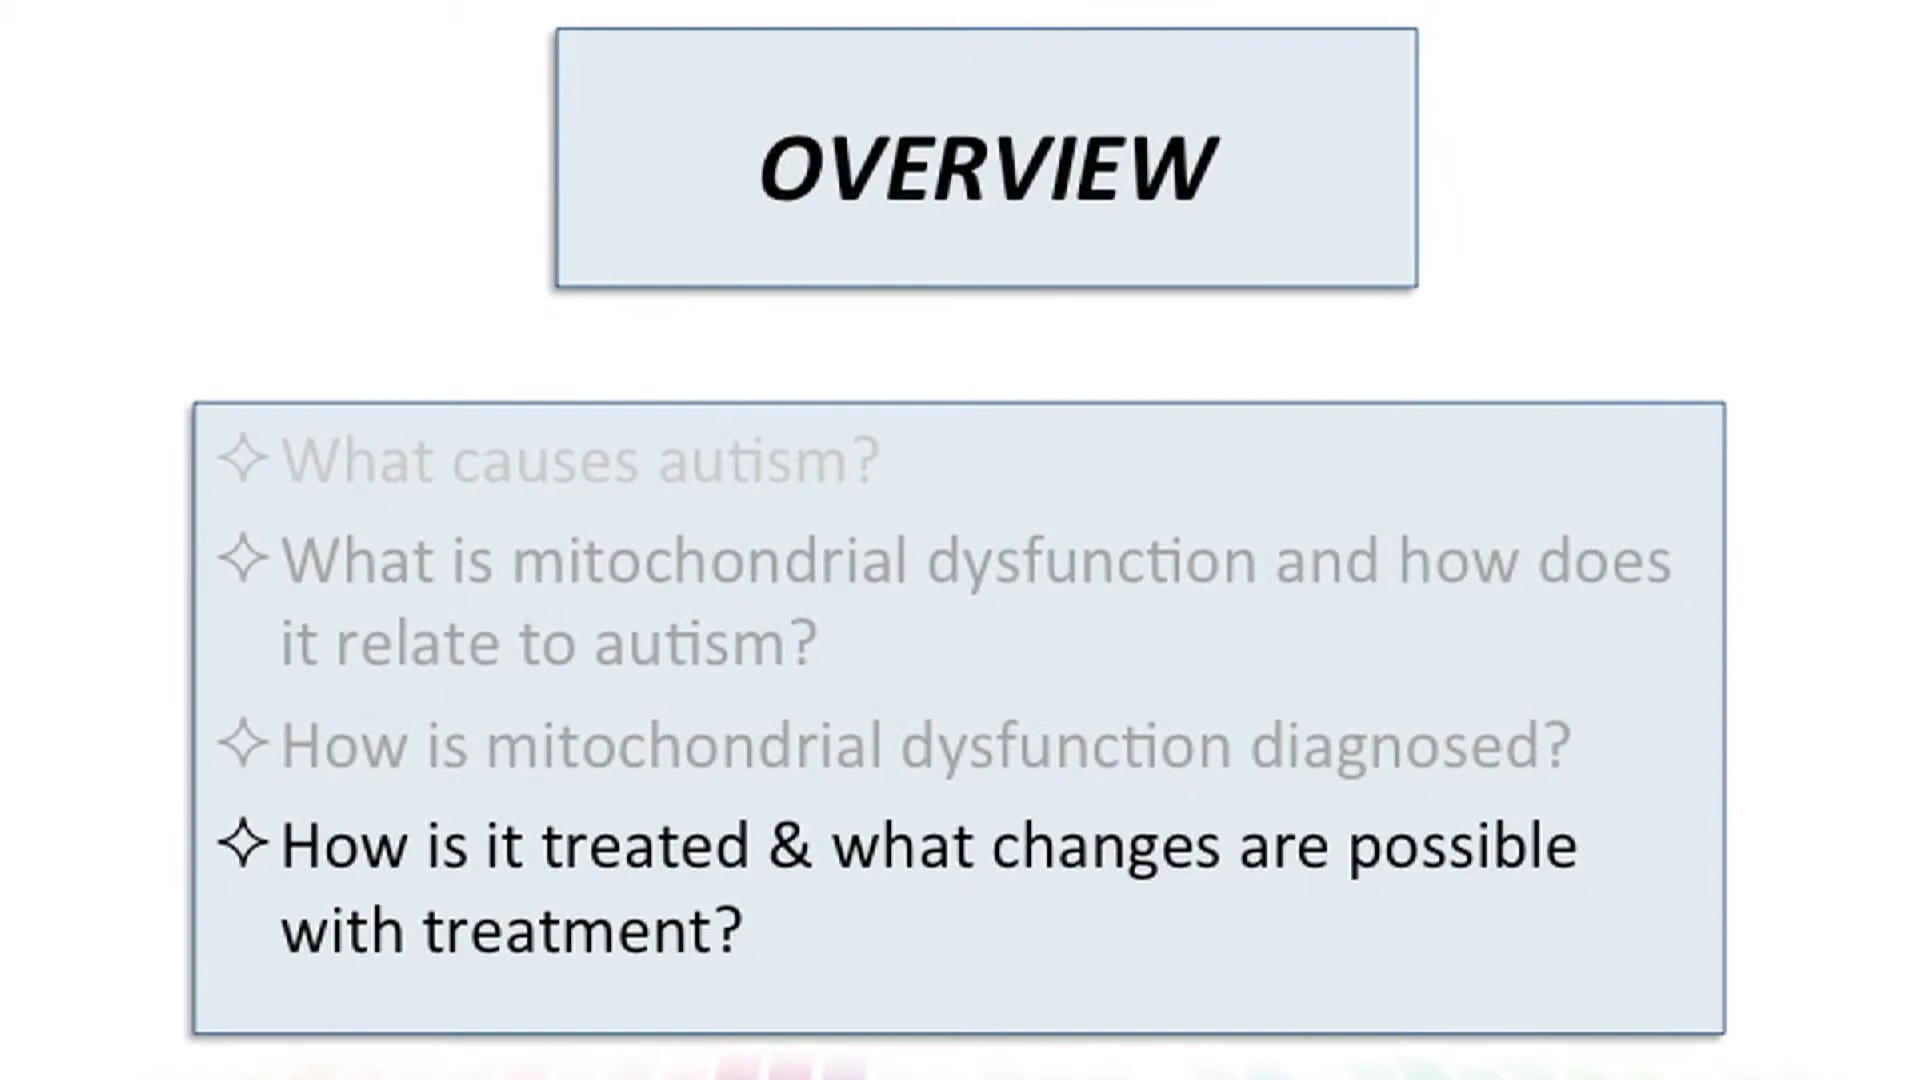 OVERVIEW
✧ What causes autism?
✧ What is mitochondrial dysfunction and how does
it relate to autism?
✧ How is mitochondrial dysfunction diagnosed?
✧ How is it treated & what changes are possible
with treatment?